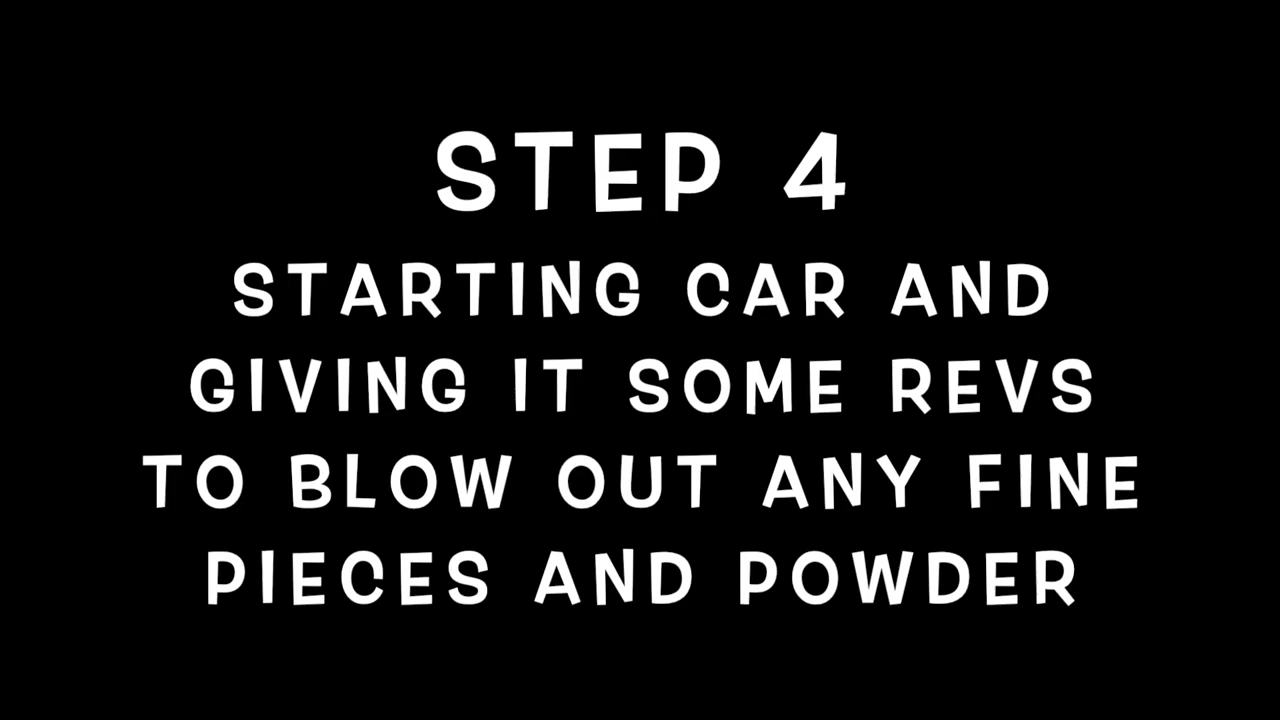 STEP 4
STARTING CAR AND
GIVING IT SOME REVS
TO BLOW OUT ANY FINE
PIECES AND POWDER